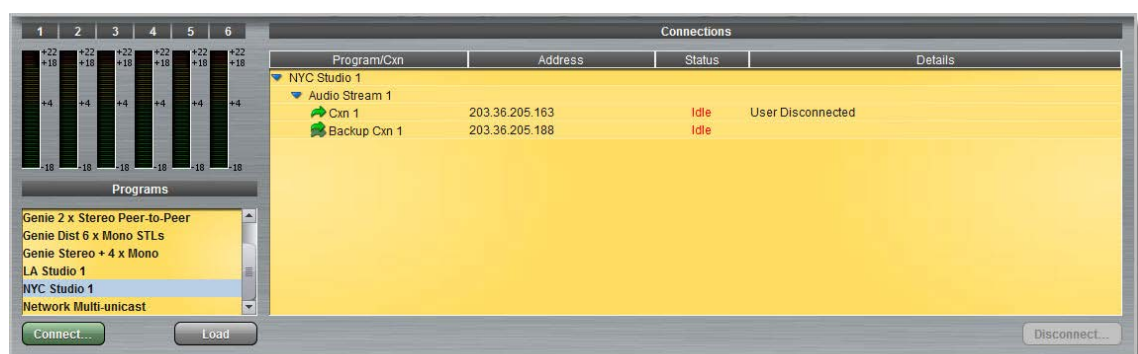 1 2 3 4 5 6
+22 +22 +22 +22 +22 +22
+18 +18 +18 +18 +18 +18
+4 +4 +4 +4 +4 +4
-18 -18 -18 -18 -18 -18
Programs
Genie 2 x Stereo Peer-to-Peer
Genie Dist 6 x Mono STLs
Genie Stereo + 4 x Mono
LA Studio 1
NYC Studio 1
Network Multi-unicast
Connect... Load
Connections
Program/Cxn Address Status Details
NYC Studio 1
Audio Stream 1
Cxn 1 203.36.205.163 Idle User Disconnected
Backup Cxn 1 203.36.205.188 Idle
Disconnect...